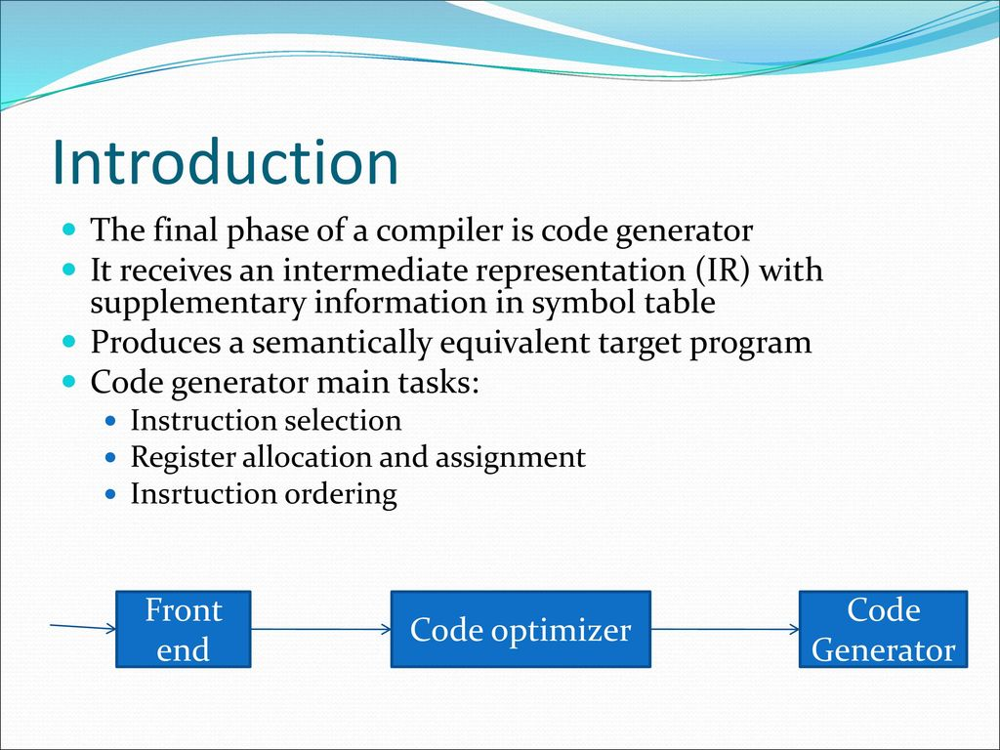 Introduction
The final phase of a compiler is code generator
It receives an intermediate representation (IR) with
supplementary information in symbol table
Produces a semantically equivalent target program
Code generator main tasks:
Instruction selection
Register allocation and assignment
Insrtuction ordering
Front
end
Code optimizer
Code
Generator